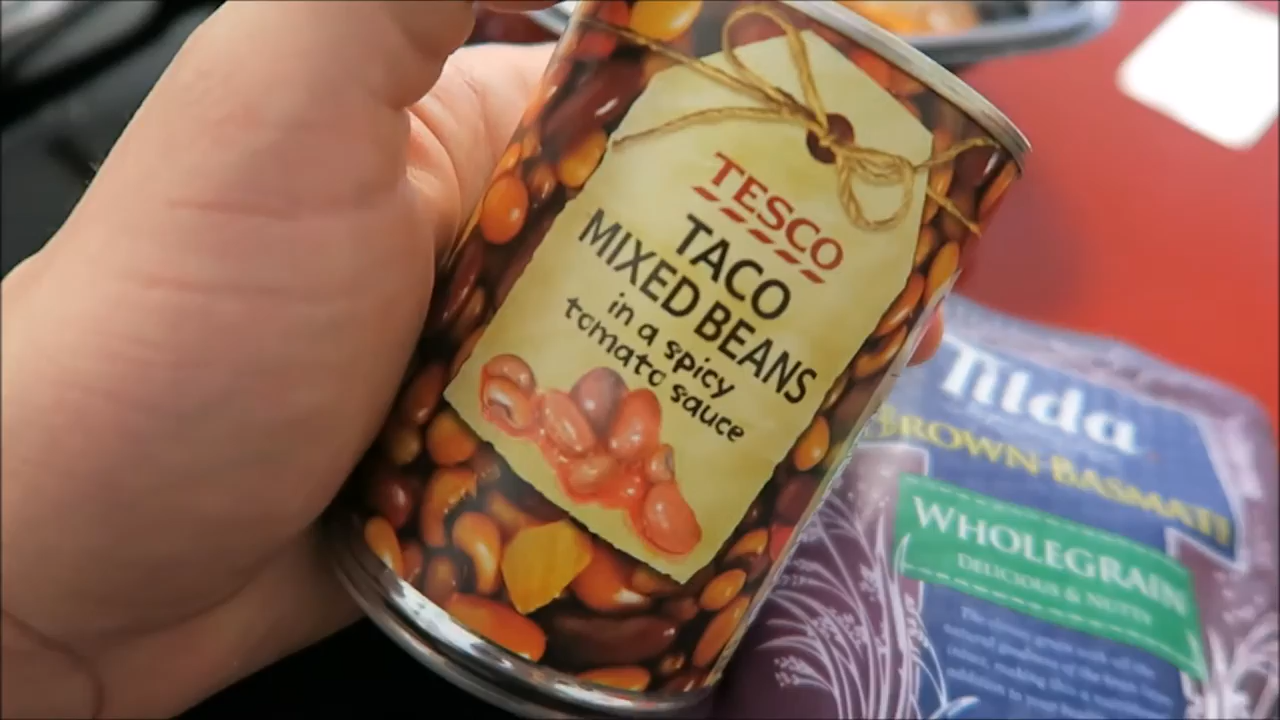 TESCO
TACO
MIXED BEANS
in a spicy
tomato sauce
Tilda
BROWN BASMATI
WHOLEGRAIN
DELICIOUS & NUTTY